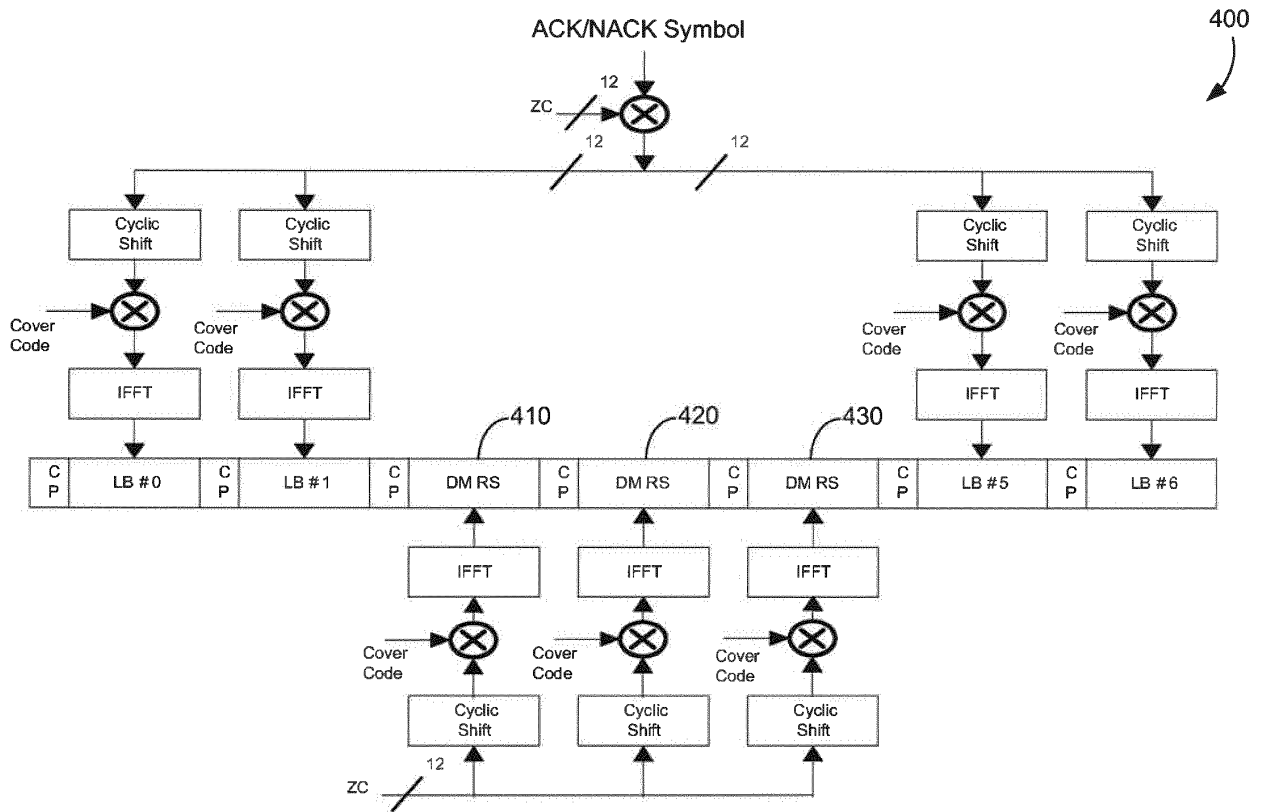 ACK/NACK Symbol
400
12
ZC
12
12
Cyclic
Shift
Cyclic
Shift
Cyclic
Shift
Cyclic
Shift
Cover
Code
Cover
Code
Cover
Code
Cover
Code
IFFT
IFFT
IFFT
IFFT
410
420
430
C
P
LB #0
C
P
LB #1
C
P
DM RS
C
P
DM RS
C
P
DM RS
C
P
LB #5
C
P
LB #6
IFFT
IFFT
IFFT
Cover
Code
Cover
Code
Cover
Code
Cyclic
Shift
Cyclic
Shift
Cyclic
Shift
12
ZC